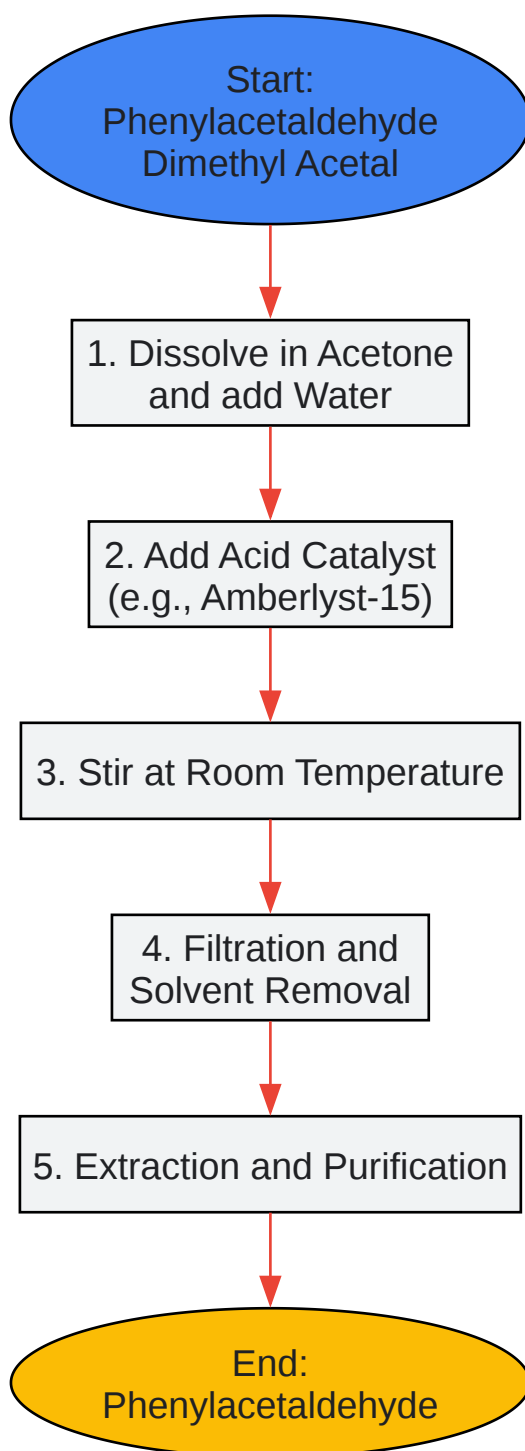 Start:
Phenylacetaldehyde
Dimethyl Acetal
1. Dissolve in Acetone
and add Water
2. Add Acid Catalyst
(e.g., Amberlyst-15)
3. Stir at Room Temperature
4. Filtration and
Solvent Removal
5. Extraction and Purification
End:
Phenylacetaldehyde